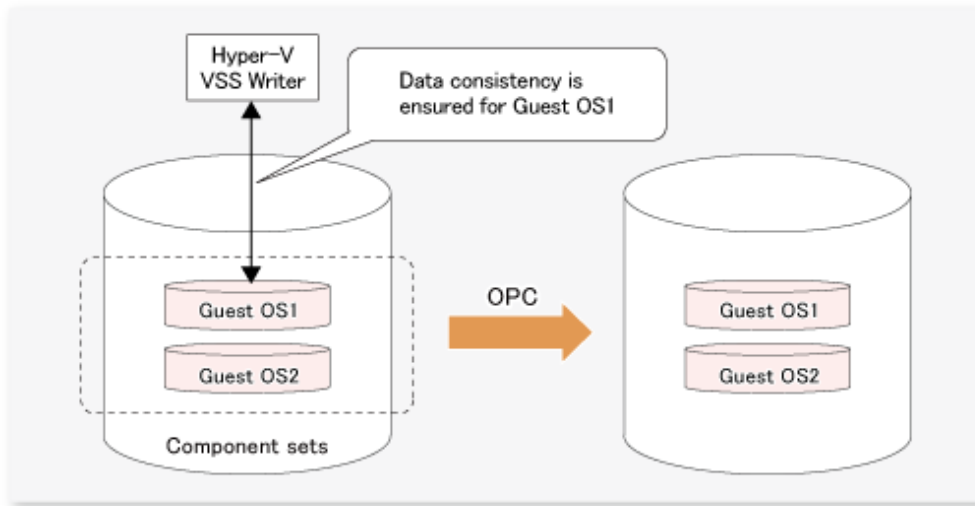 Hyper-V
VSS Writer
Data consistency is
ensured for Guest OS1
Guest OS1
Guest OS2
Component sets
OPC
Guest OS1
Guest OS2